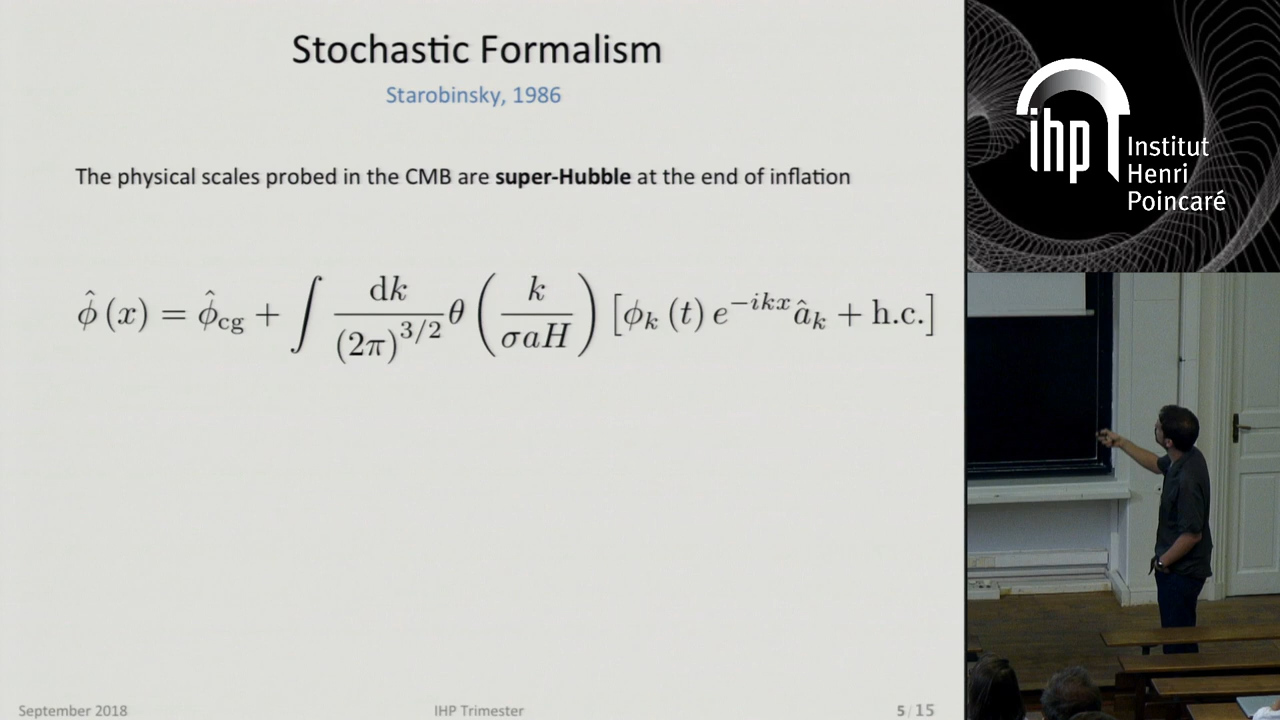 Stochastic Formalism
Starobinsky, 1986
The physical scales probed in the CMB are super-Hubble at the end of inflation
$\hat{\phi}\,(x) = \hat{\phi}_{\mathrm{cg}} + \int \frac{\mathrm{d}k}{(2\pi)^{3/2}} \theta \left( \frac{k}{\sigma a H} \right) \left[ \phi_k\,(t)\, e^{-ikx} \hat{a}_k + \mathrm{h.c.} \right]$
September 2018
IHP Trimester
5 / 15
ihp
Institut
Henri
Poincaré